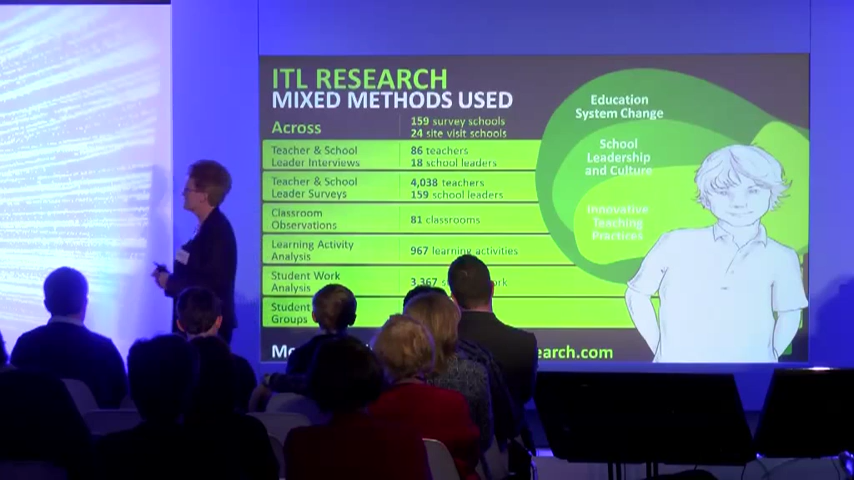 ITL RESEARCH
MIXED METHODS USED
Across
159 survey schools
24 site visit schools
Teacher & School
Leader Interviews
86 teachers
18 school leaders
Teacher & School
Leader Surveys
4,038 teachers
159 school leaders
Classroom
Observations
81 classrooms
Learning Activity
Analysis
967 learning activities
Student Work
Analysis
3,367
Student
Groups
Education
System Change
School
Leadership
and Culture
Innovative
Teaching
Practices